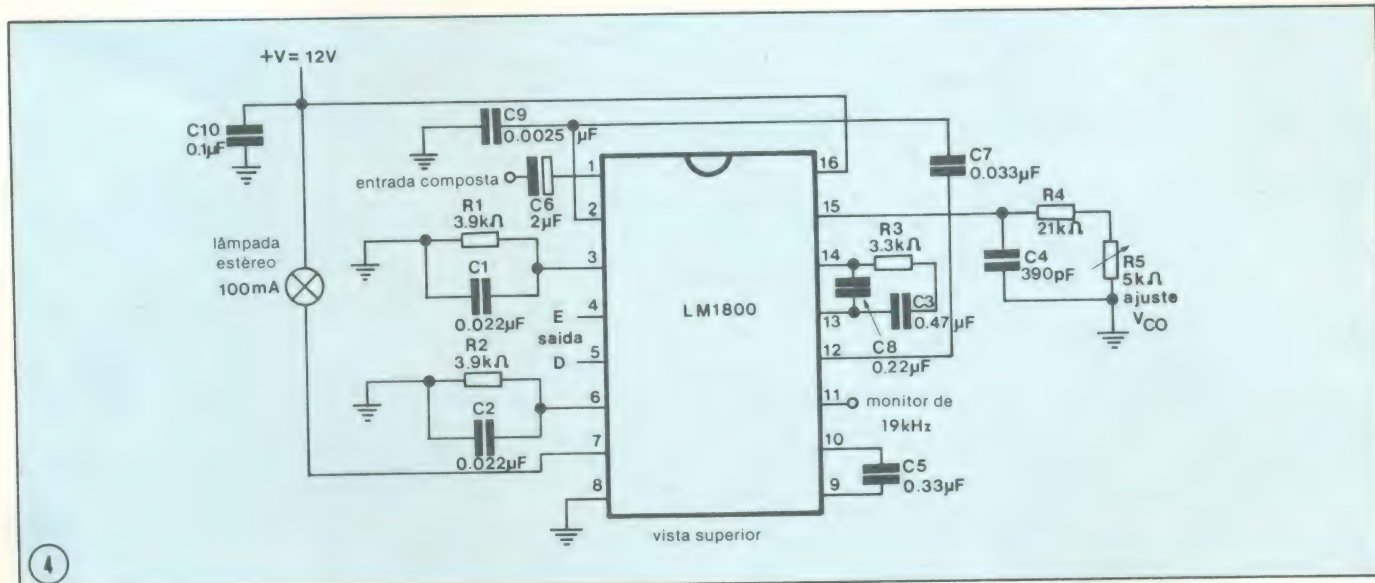 +V = 12V
C10
0.1µF
C9
0.0025 µF
entrada composta
C6
2µF
R1
3.9kΩ
C1
0.022µF
lâmpada
estéreo
100mA
E
saida
D
R2
3.9kΩ
C2
0.022µF
1
2
3
4
5
6
7
8
LM1800
vista superior
16
15
14
13
12
11
10
9
C7
0.033µF
R4
21kΩ
R3
3.3kΩ
C4
390pF
R5
5kΩ
ajuste
VCO
C3
0.47µF
C8
0.22µF
monitor de
19kHz
C5
0.33µF
4